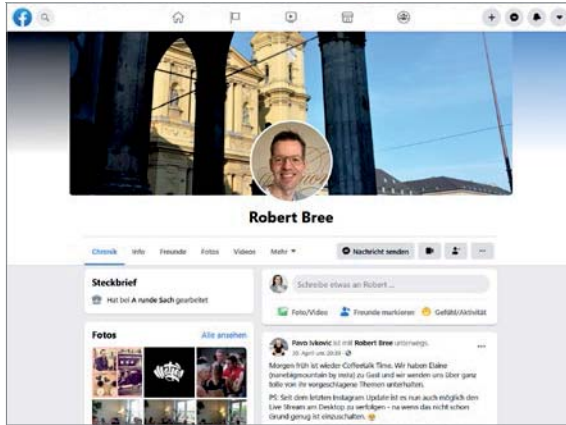 Robert Bree
Chronik Info Freunde Fotos Videos Mehr
Nachricht senden
Steckbrief
Hat bei A runde Sach gearbeitet
Schreibe etwas an Robert ...
Foto/Video Freunde markieren Gefühl/Aktivität
Fotos Alle ansehen
Pavo Ivkovic ist mit Robert Bree unterwegs.
20. April um 20:39
Morgen früh ist wieder Coffeetalk Time. Wir haben Elaine
(runebigmountain by insta) zu Gast und wir werden uns über ganz
tolle von ihr vorgeschlagene Themen unterhalten.
PS: Seit dem letzten Instagram Update ist es nun auch möglich den
Live Stream am Desktop zu verfolgen – na wenn das nicht schon
Grund genug ist einzuschalten.